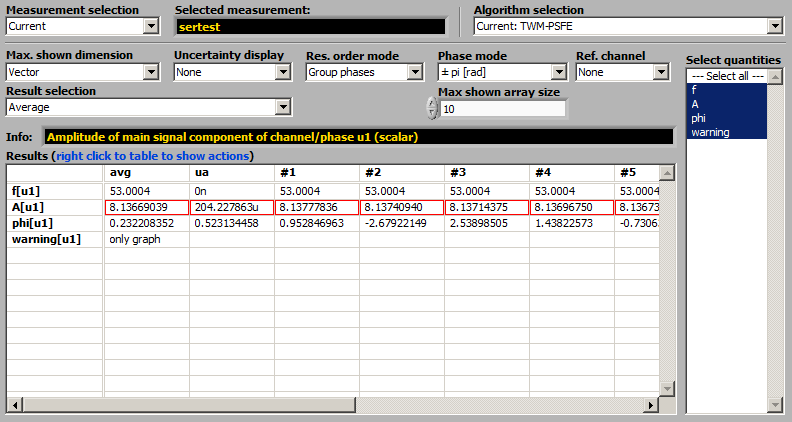 Measurement selection Selected measurement: Algorithm selection
Current sertest Current: TWM-PSFE
Max. shown dimension Uncertainty display Res. order mode Phase mode Ref. channel Select quantities
Vector None Group phases ± pi [rad] None --- Select all ---
Result selection Max shown array size f
Average 10 A
phi
warning
Info: Amplitude of main signal component of channel/phase u1 (scalar)
Results (right click to table to show actions)
avg ua #1 #2 #3 #4 #5
f[u1] 53.0004 0n 53.0004 53.0004 53.0004 53.0004 53.0004
A[u1] 8.13669039 204.227863u 8.13777836 8.13740940 8.13714375 8.13696750 8.13673
phi[u1] 0.232208352 0.523134458 0.952846963 -2.67922149 2.53898505 1.43822573 -0.7306
warning[u1] only graph